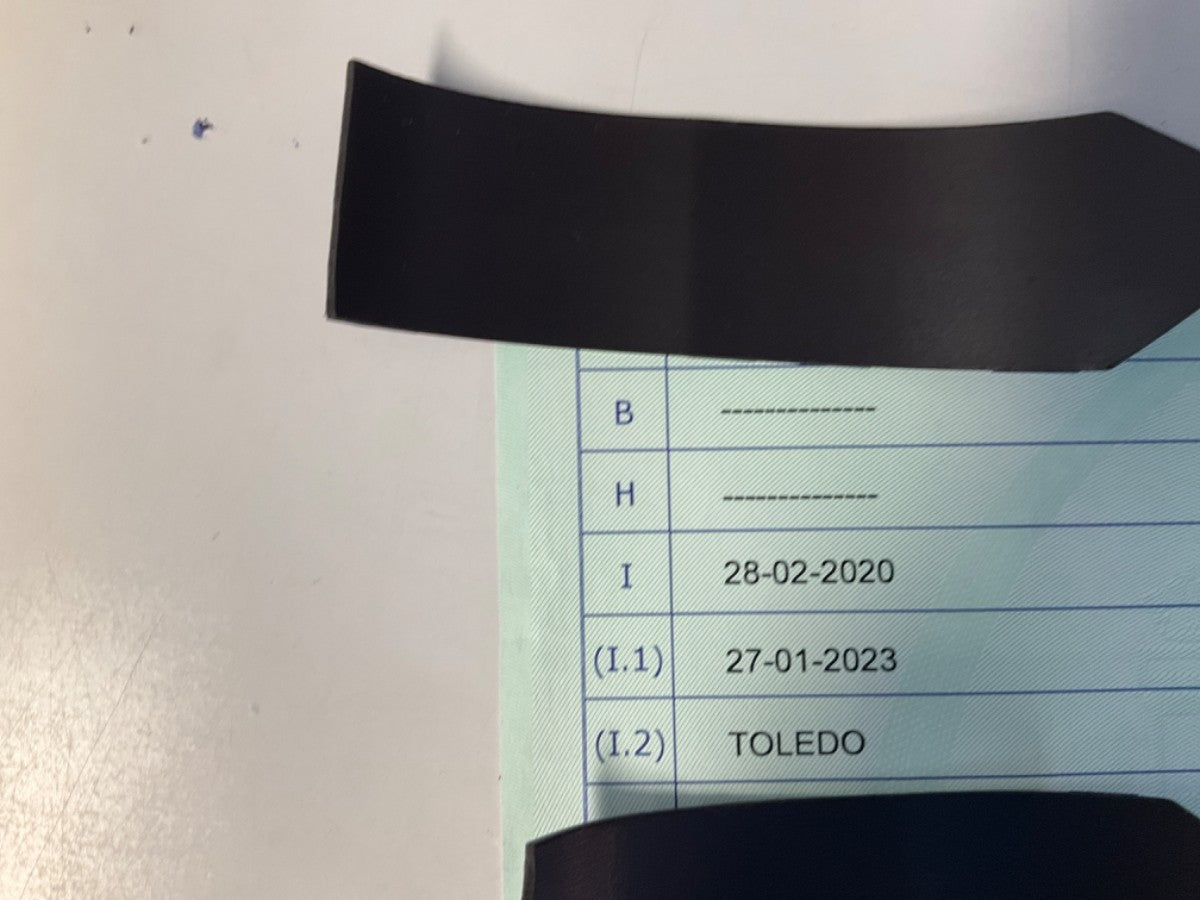 B --------------
H --------------
I 28-02-2020
(I.1) 27-01-2023
(I.2) TOLEDO